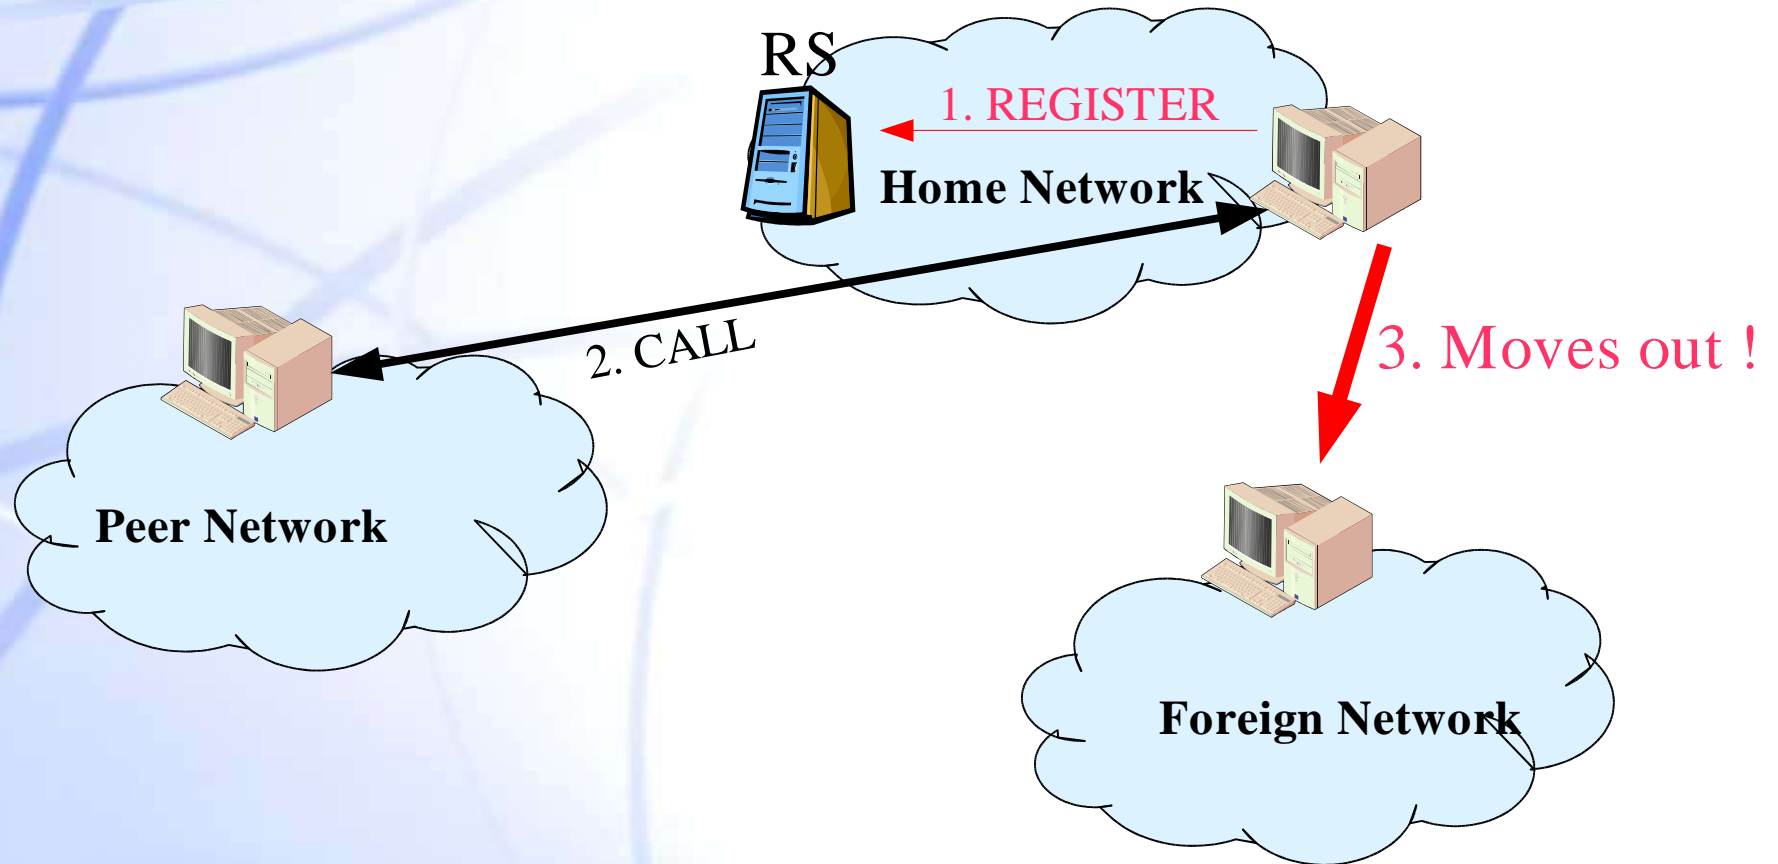 RS
1. REGISTER
Home Network
2. CALL
3. Moves out !
Peer Network
Foreign Network